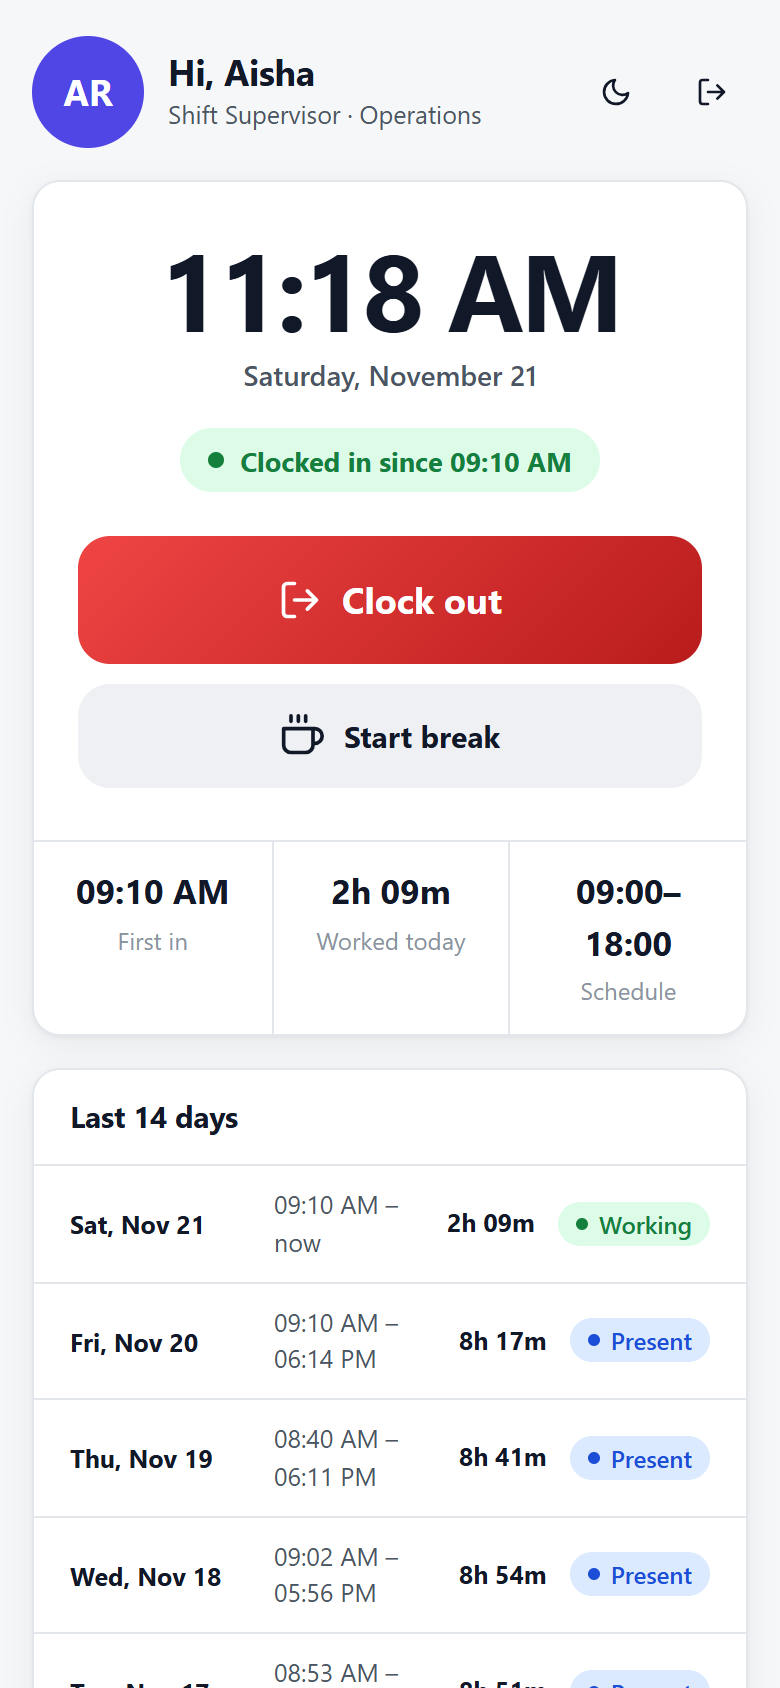 AR
Hi, Aisha
Shift Supervisor · Operations
11:18 AM
Saturday, November 21
Clocked in since 09:10 AM
Clock out
Start break
09:10 AM
First in
2h 09m
Worked today
09:00–
18:00
Schedule
Last 14 days
Sat, Nov 21
09:10 AM –
now
2h 09m
Working
Fri, Nov 20
09:10 AM –
06:14 PM
8h 17m
Present
Thu, Nov 19
08:40 AM –
06:11 PM
8h 41m
Present
Wed, Nov 18
09:02 AM –
05:56 PM
8h 54m
Present
08:53 AM –